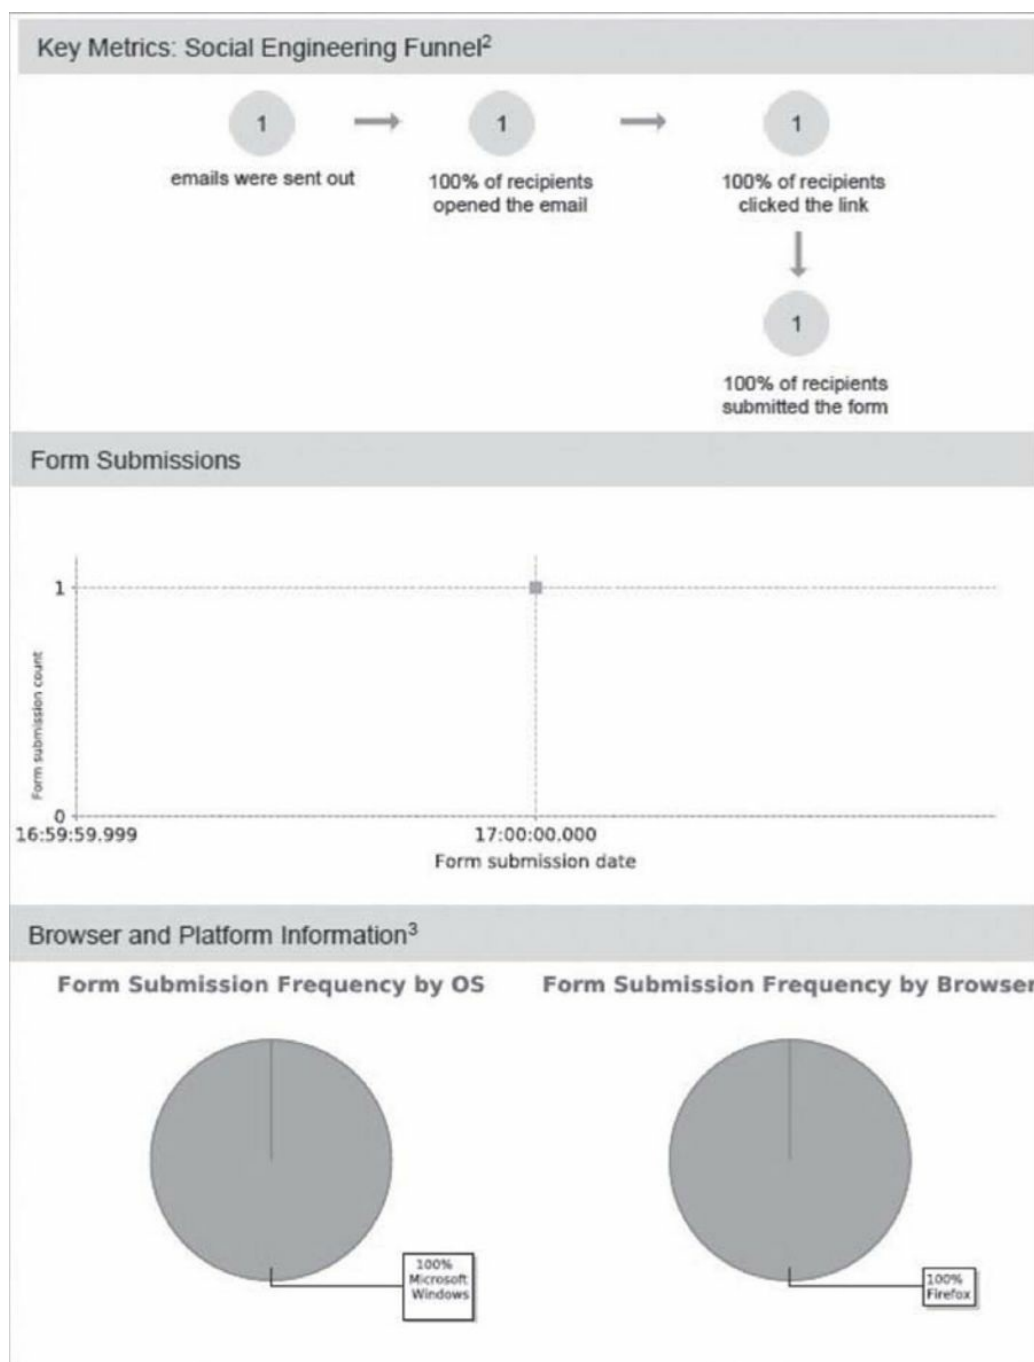 Key Metrics: Social Engineering Funnel²
1
1
1
emails were sent out
100% of recipients
opened the email
100% of recipients
clicked the link
1
100% of recipients
submitted the form
Form Submissions
1
Form submission count
0
16:59:59.999
17:00:00.000
Form submission date
Browser and Platform Information³
Form Submission Frequency by OS
Form Submission Frequency by Browser
100%
Microsoft
Windows
100%
Firefox